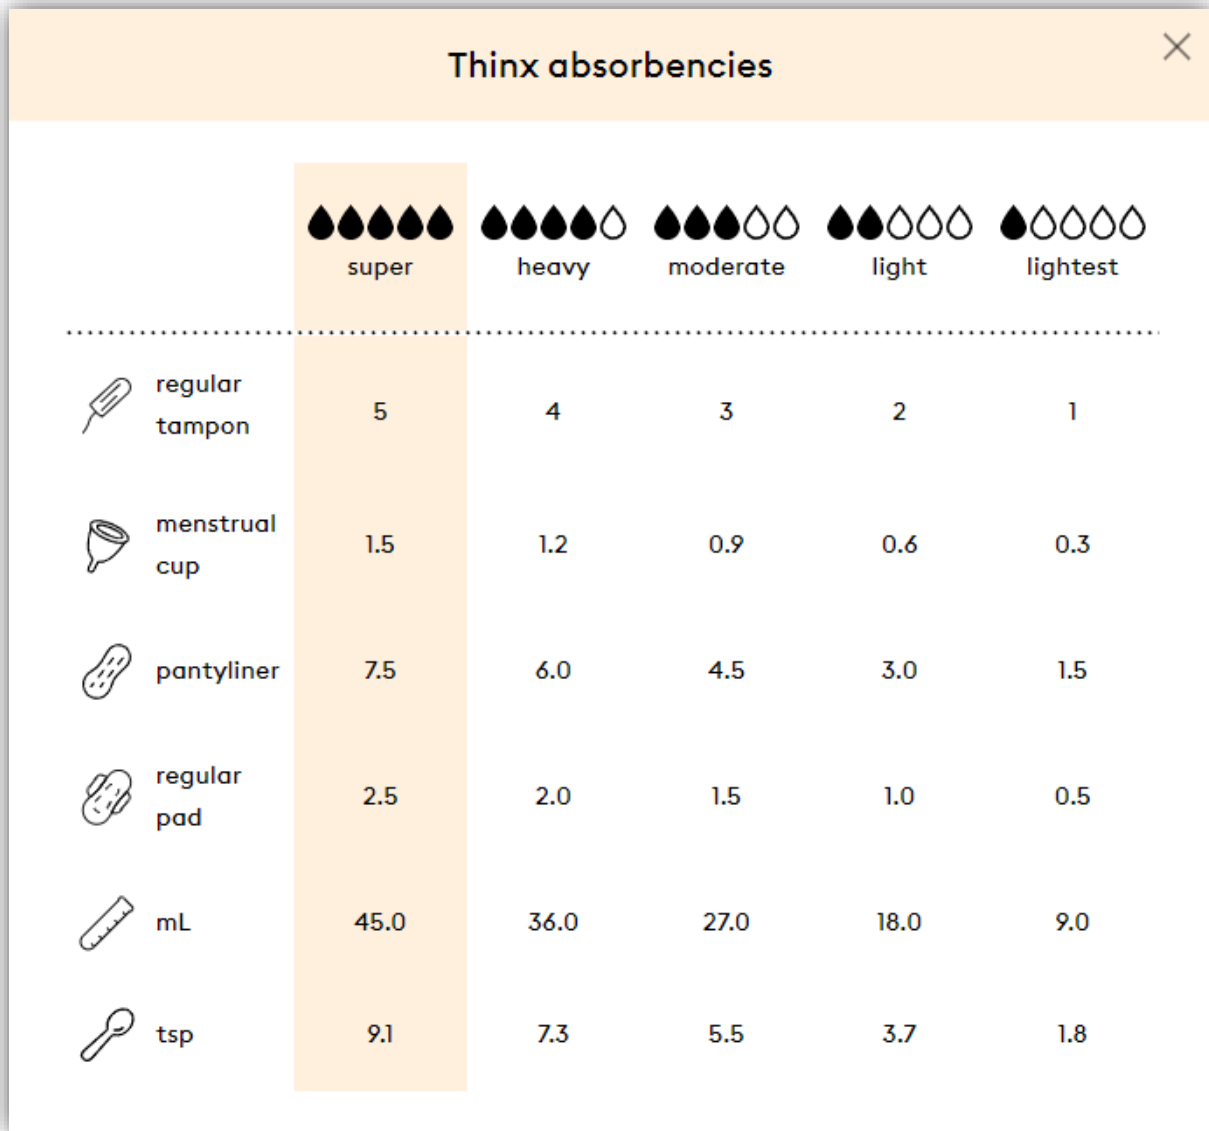 Thinx absorbencies
super heavy moderate light lightest
regular
tampon 5 4 3 2 1
menstrual
cup 1.5 1.2 0.9 0.6 0.3
pantyliner 7.5 6.0 4.5 3.0 1.5
regular
pad 2.5 2.0 1.5 1.0 0.5
mL 45.0 36.0 27.0 18.0 9.0
tsp 9.1 7.3 5.5 3.7 1.8